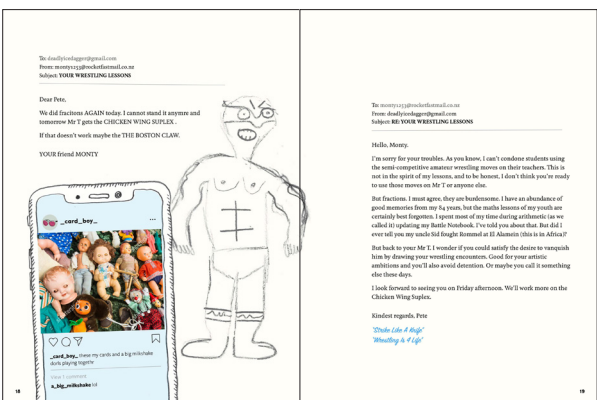 To: deadlyicedagger@gmail.com
From: monty1253@rocketfastmail.co.nz
Subject: YOUR WRESTLING LESSONS
Dear Pete,
We did fracitons AGAIN today. I cannot stand it anymre and
tomorrow Mr T gets the CHICKEN WING SUPLEX .
If that doesn't work maybe the BOSTON CLAW.
YOUR friend MONTY
_card_boy_
_card_boy_ these my cards and a big milkshake
dolls playing togethr
View 1 comment
a_big_milkshake lol
18
To: monty1253@rocketfastmail.co.nz
From: deadlyicedagger@gmail.com
Subject: RE: YOUR WRESTLING LESSONS
Hello, Monty.
I'm sorry for your troubles. As you know, I can't condone students using
the semi-competitive amateur wrestling moves on their teachers. This is
not in the spirit of my lessons, and to be honest, I don't think you're ready
to use those moves on Mr T or anyone else.
But fractions. I must agree, they are burdensome. I have an abundance of
good memories from my 84 years, but the maths lessons of my youth are
certainly best forgotten. I spent most of my time during arithmetic (as we
called it) updating my Battle Notebook. I've told you about that. But did I
ever tell you my uncle Sid fought Rommel at El Alamein (this is in Africa)?
But back to your Mr T. I wonder if you could satisfy the desire to vanquish
him by drawing your wrestling encounters. Good for your artistic
ambitions and you'll also avoid detention. Or maybe you call it something
else these days.
I look forward to seeing you on Friday afternoon. We'll work more on the
Chicken Wing Suplex.
Kindest regards, Pete
"Strike Like A Knife"
"Wrestling Is 4 Life"
19